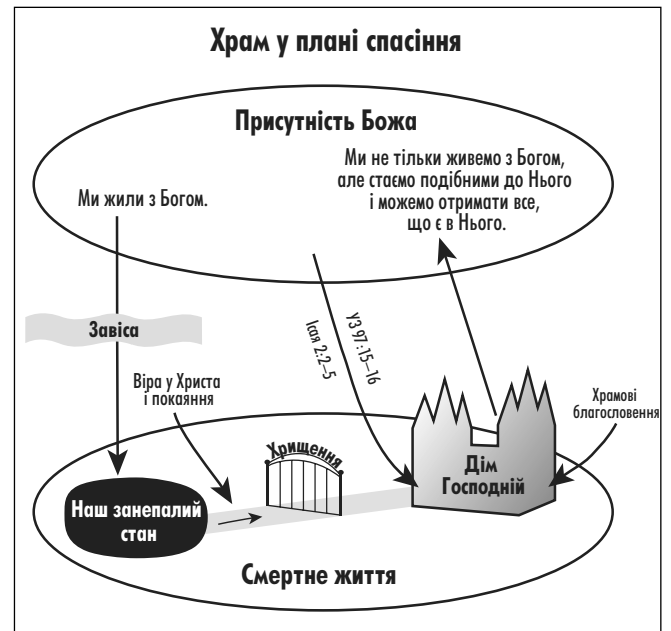 Храм у плані спасіння
Присутність Божа
Ми не тільки живемо з Богом,
але стаємо подібними до Нього
і можемо отримати все,
що є в Нього.
Ми жили з Богом.
Завіса
Ісая 2:2–5
УЗ 97:15–16
Віра у Христа
і покаяння
Храмові
благословення
Хрищення
Дім
Господній
Наш занепалий
стан
Смертне життя